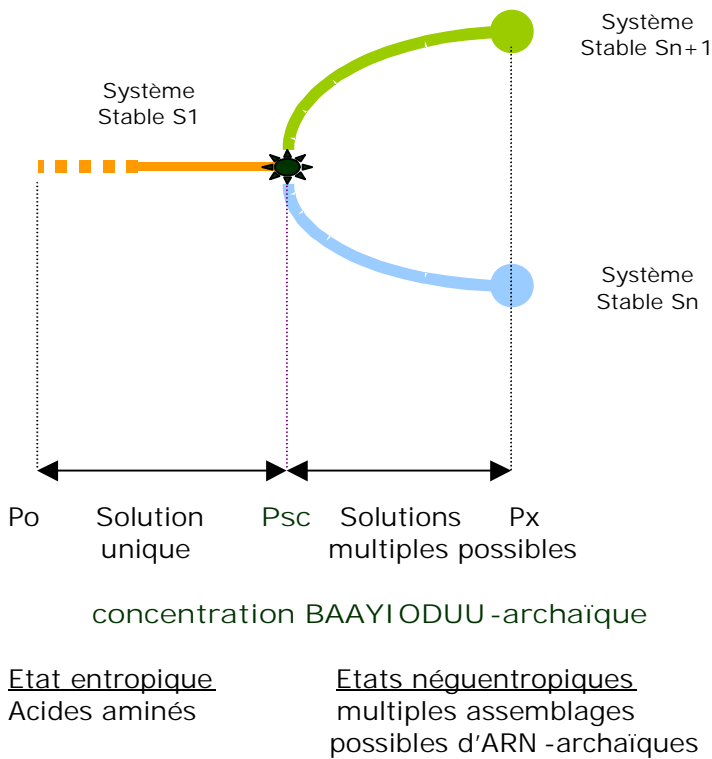 Système
Stable Sn+1
Système
Stable S1
Système
Stable Sn
Po Solution Psc Solutions Px
unique multiples possibles
concentration BAAYIODUU-archaïque
Etat entropique Etats néguentropiques
Acides aminés multiples assemblages
possibles d'ARN-archaïques